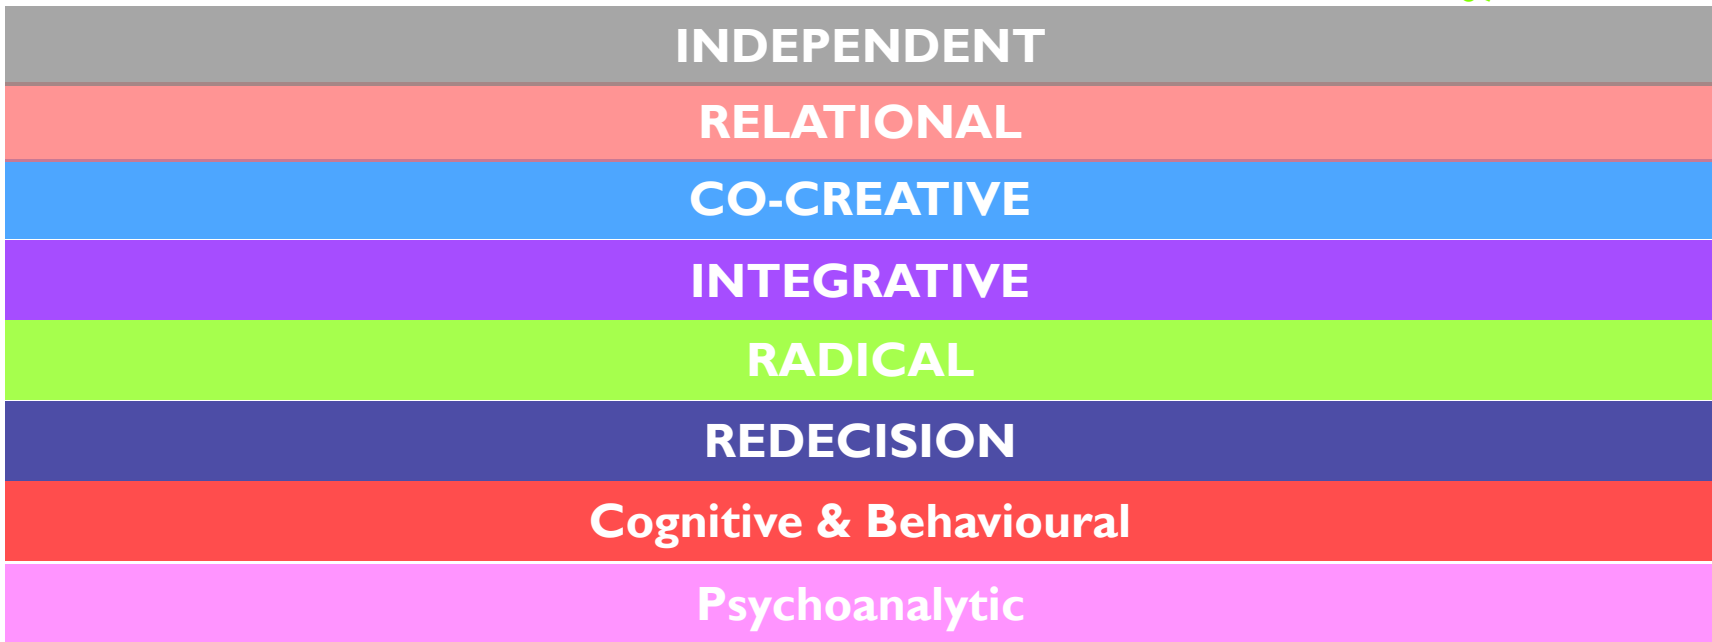 INDEPENDENT
RELATIONAL
CO-CREATIVE
INTEGRATIVE
RADICAL
REDECISION
Cognitive & Behavioural
Psychoanalytic